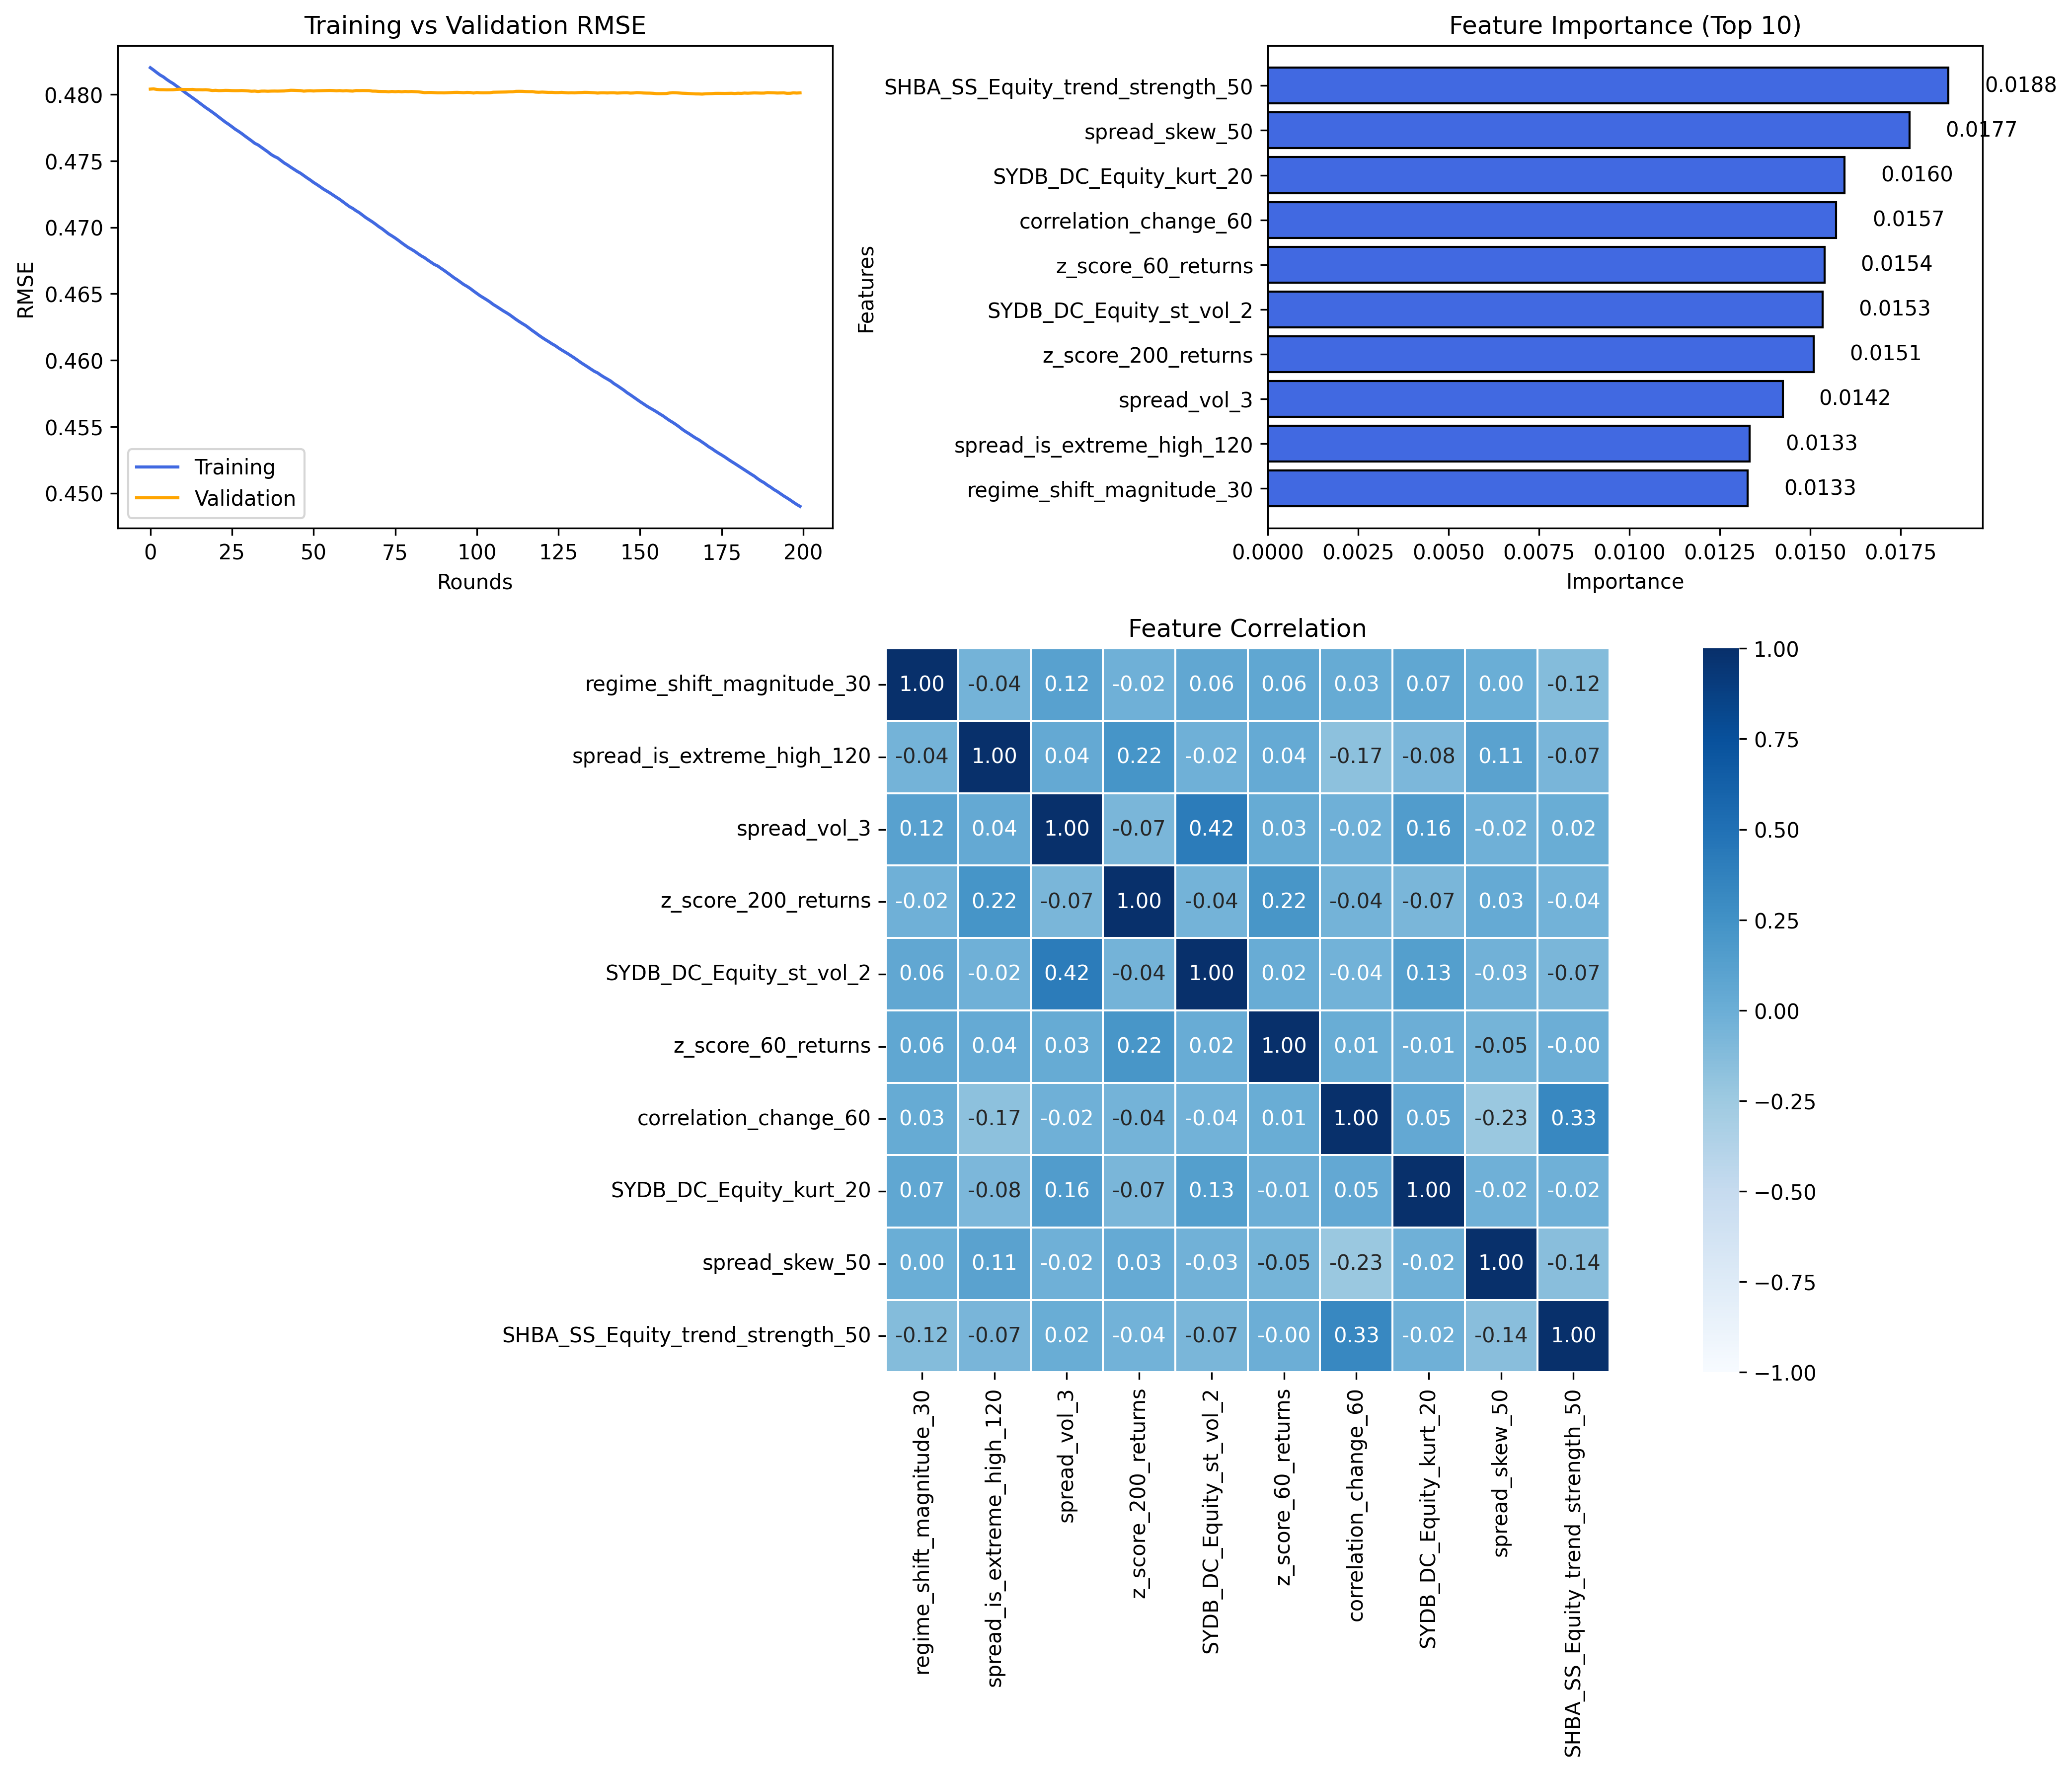 Training vs Validation RMSE
RMSE
0.480
0.475
0.470
0.465
0.460
0.455
0.450
Training
Validation
0 25 50 75 100 125 150 175 200
Rounds
Feature Importance (Top 10)
Features
SHBA_SS_Equity_trend_strength_50 0.0188
spread_skew_50 0.0177
SYDB_DC_Equity_kurt_20 0.0160
correlation_change_60 0.0157
z_score_60_returns 0.0154
SYDB_DC_Equity_st_vol_2 0.0153
z_score_200_returns 0.0151
spread_vol_3 0.0142
spread_is_extreme_high_120 0.0133
regime_shift_magnitude_30 0.0133
0.0000 0.0025 0.0050 0.0075 0.0100 0.0125 0.0150 0.0175
Importance
Feature Correlation
regime_shift_magnitude_30 1.00 -0.04 0.12 -0.02 0.06 0.06 0.03 0.07 0.00 -0.12
spread_is_extreme_high_120 -0.04 1.00 0.04 0.22 -0.02 0.04 -0.17 -0.08 0.11 -0.07
spread_vol_3 0.12 0.04 1.00 -0.07 0.42 0.03 -0.02 0.16 -0.02 0.02
z_score_200_returns -0.02 0.22 -0.07 1.00 -0.04 0.22 -0.04 -0.07 0.03 -0.04
SYDB_DC_Equity_st_vol_2 0.06 -0.02 0.42 -0.04 1.00 0.02 -0.04 0.13 -0.03 -0.07
z_score_60_returns 0.06 0.04 0.03 0.22 0.02 1.00 0.01 -0.01 -0.05 -0.00
correlation_change_60 0.03 -0.17 -0.02 -0.04 -0.04 0.01 1.00 0.05 -0.23 0.33
SYDB_DC_Equity_kurt_20 0.07 -0.08 0.16 -0.07 0.13 -0.01 0.05 1.00 -0.02 -0.02
spread_skew_50 0.00 0.11 -0.02 0.03 -0.03 -0.05 -0.23 -0.02 1.00 -0.14
SHBA_SS_Equity_trend_strength_50 -0.12 -0.07 0.02 -0.04 -0.07 -0.00 0.33 -0.02 -0.14 1.00
regime_shift_magnitude_30
spread_is_extreme_high_120
spread_vol_3
z_score_200_returns
SYDB_DC_Equity_st_vol_2
z_score_60_returns
correlation_change_60
SYDB_DC_Equity_kurt_20
spread_skew_50
SHBA_SS_Equity_trend_strength_50
1.00
0.75
0.50
0.25
0.00
−0.25
−0.50
−0.75
−1.00